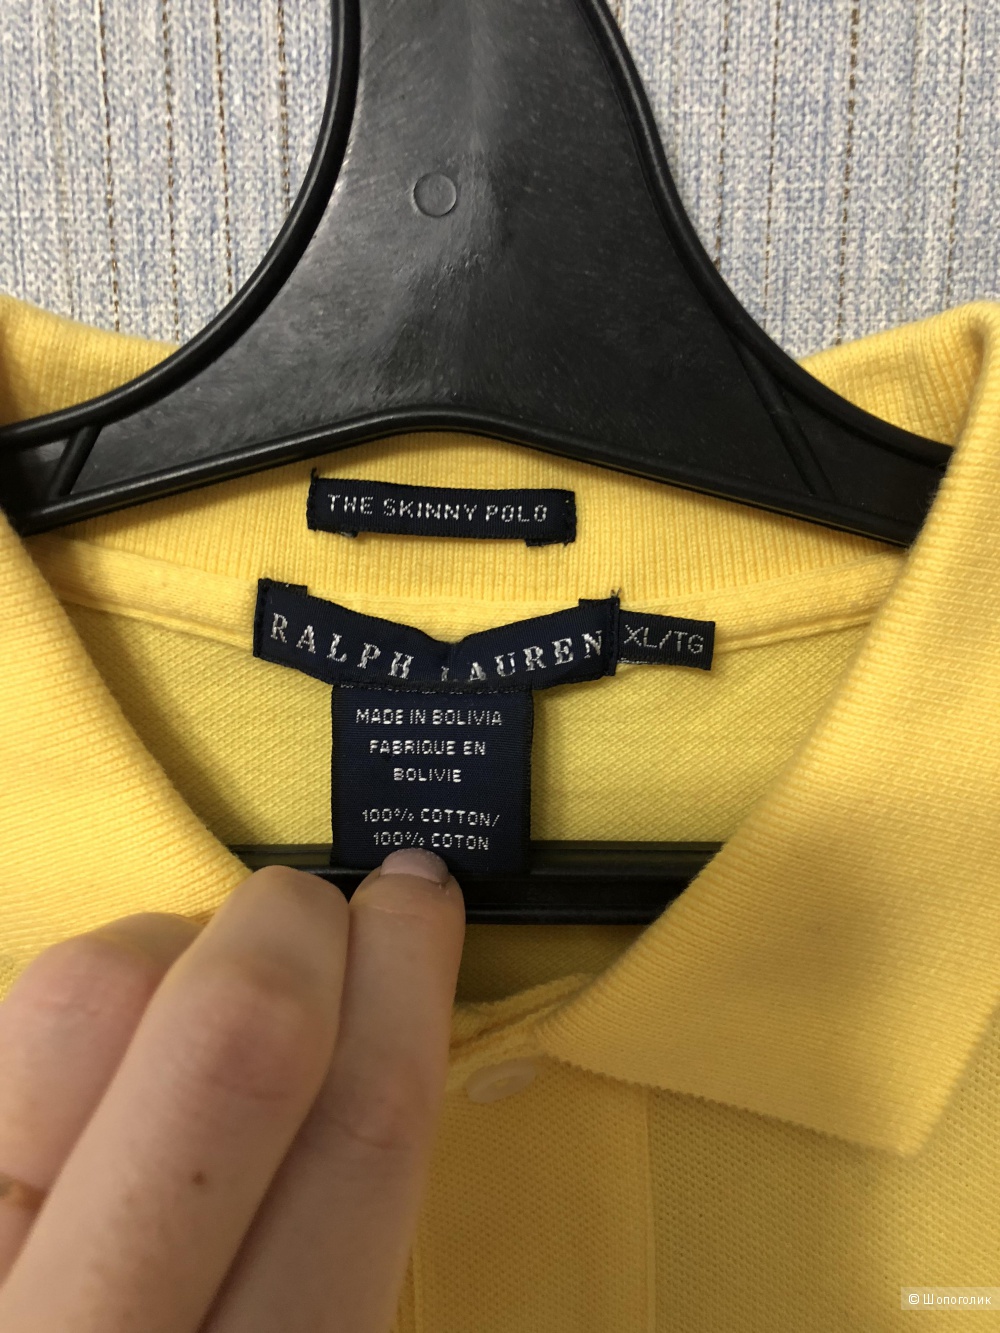 THE SKINNY POLO
RALPH LAUREN
XL/TG
MADE IN BOLIVIA
FABRIQUE EN
BOLIVIE
100% COTTON/
100% COTON
© Шопоголик